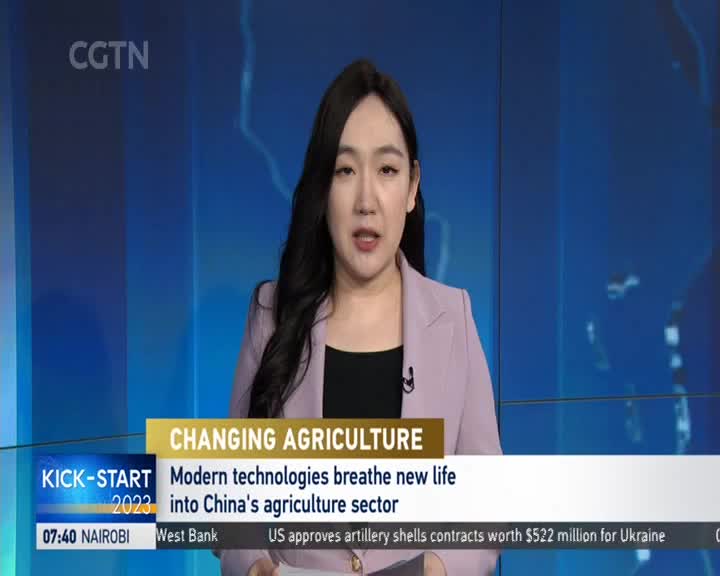 CGTN
CHANGING AGRICULTURE
Modern technologies breathe new life
into China's agriculture sector
KICK-START
2023
07:40 NAIROBI
West Bank US approves artillery shells contracts worth $522 million for Ukraine